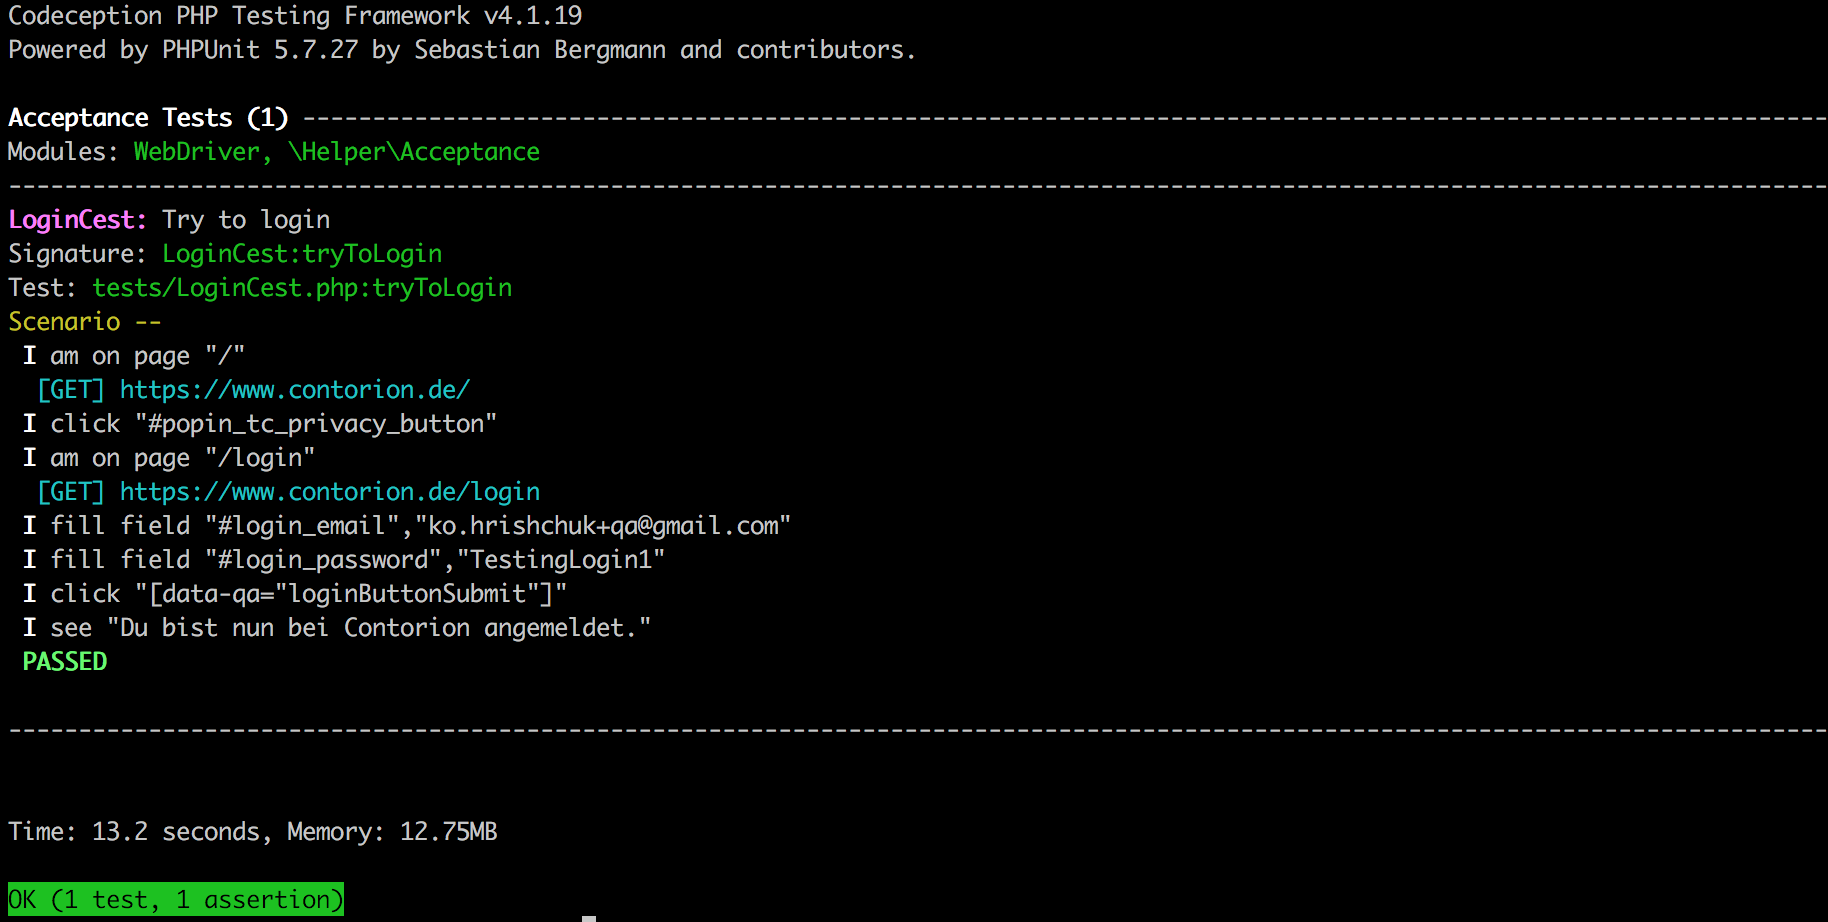 Codeception PHP Testing Framework v4.1.19
Powered by PHPUnit 5.7.27 by Sebastian Bergmann and contributors.
Acceptance Tests (1) -------------------------------------------------------------------------------------------------------------
Modules: WebDriver, \Helper\Acceptance
----------------------------------------------------------------------------------------------------------------------------------
LoginCest: Try to login
Signature: LoginCest:tryToLogin
Test: tests/LoginCest.php:tryToLogin
Scenario --
I am on page "/"
[GET] https://www.contorion.de/
I click "#popin_tc_privacy_button"
I am on page "/login"
[GET] https://www.contorion.de/login
I fill field "#login_email","ko.hrishchuk+qa@gmail.com"
I fill field "#login_password","TestingLogin1"
I click "[data-qa="loginButtonSubmit"]"
I see "Du bist nun bei Contorion angemeldet."
PASSED
----------------------------------------------------------------------------------------------------------------------------------
Time: 13.2 seconds, Memory: 12.75MB
OK (1 test, 1 assertion)